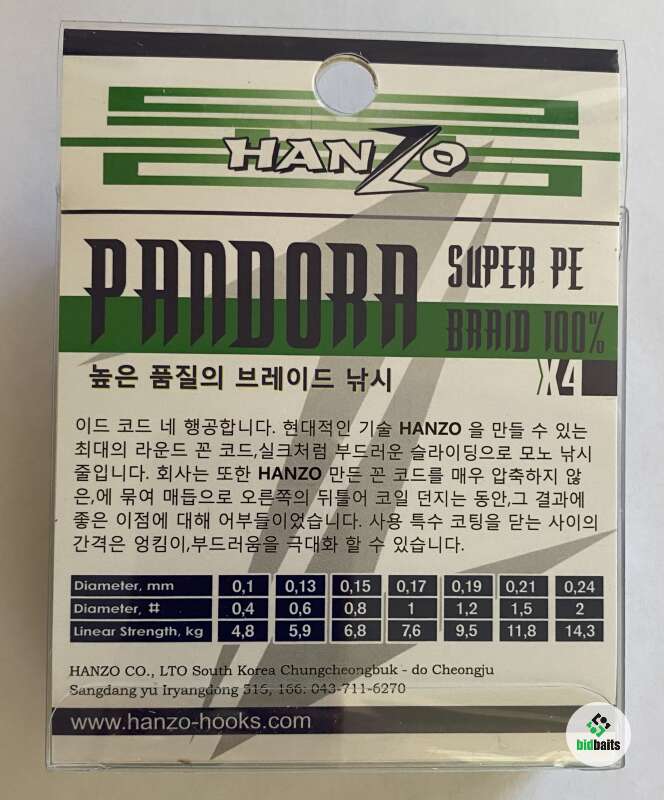 HANZO
PANDORA
SUPER PE
BRAID 100%
X4
높은 품질의 브레이드 낚시
이드 코드 네 행공합니다. 현대적인 기술 HANZO 을 만들 수 있는
최대의 라운드 꼰 코드,실크처럼 부드러운 슬라이딩으로 모노 낚시
줄입니다. 회사는 또한 HANZO 만든 꼰 코드를 매우 압축하지 않
은,에 묶여 매듭으로 오른쪽의 뒤틀어 코일 던지는 동안,그 결과에
좋은 이점에 대해 어부들이었습니다. 사용 특수 코팅을 닫는 사이의
간격은 엉킴이,부드러움을 극대화 할 수 있습니다.
Diameter, mm 0,1 0,13 0,15 0,17 0,19 0,21 0,24
Diameter, # 0,4 0,6 0,8 1 1,2 1,5 2
Linear Strength, kg 4,8 5,9 6,8 7,6 9,5 11,8 14,3
HANZO CO., LTO South Korea Chungcheongbuk - do Cheongju
Sangdang yu Iryangdong 516, 166: 043-711-6270
www.hanzo-hooks.com
bidbaits